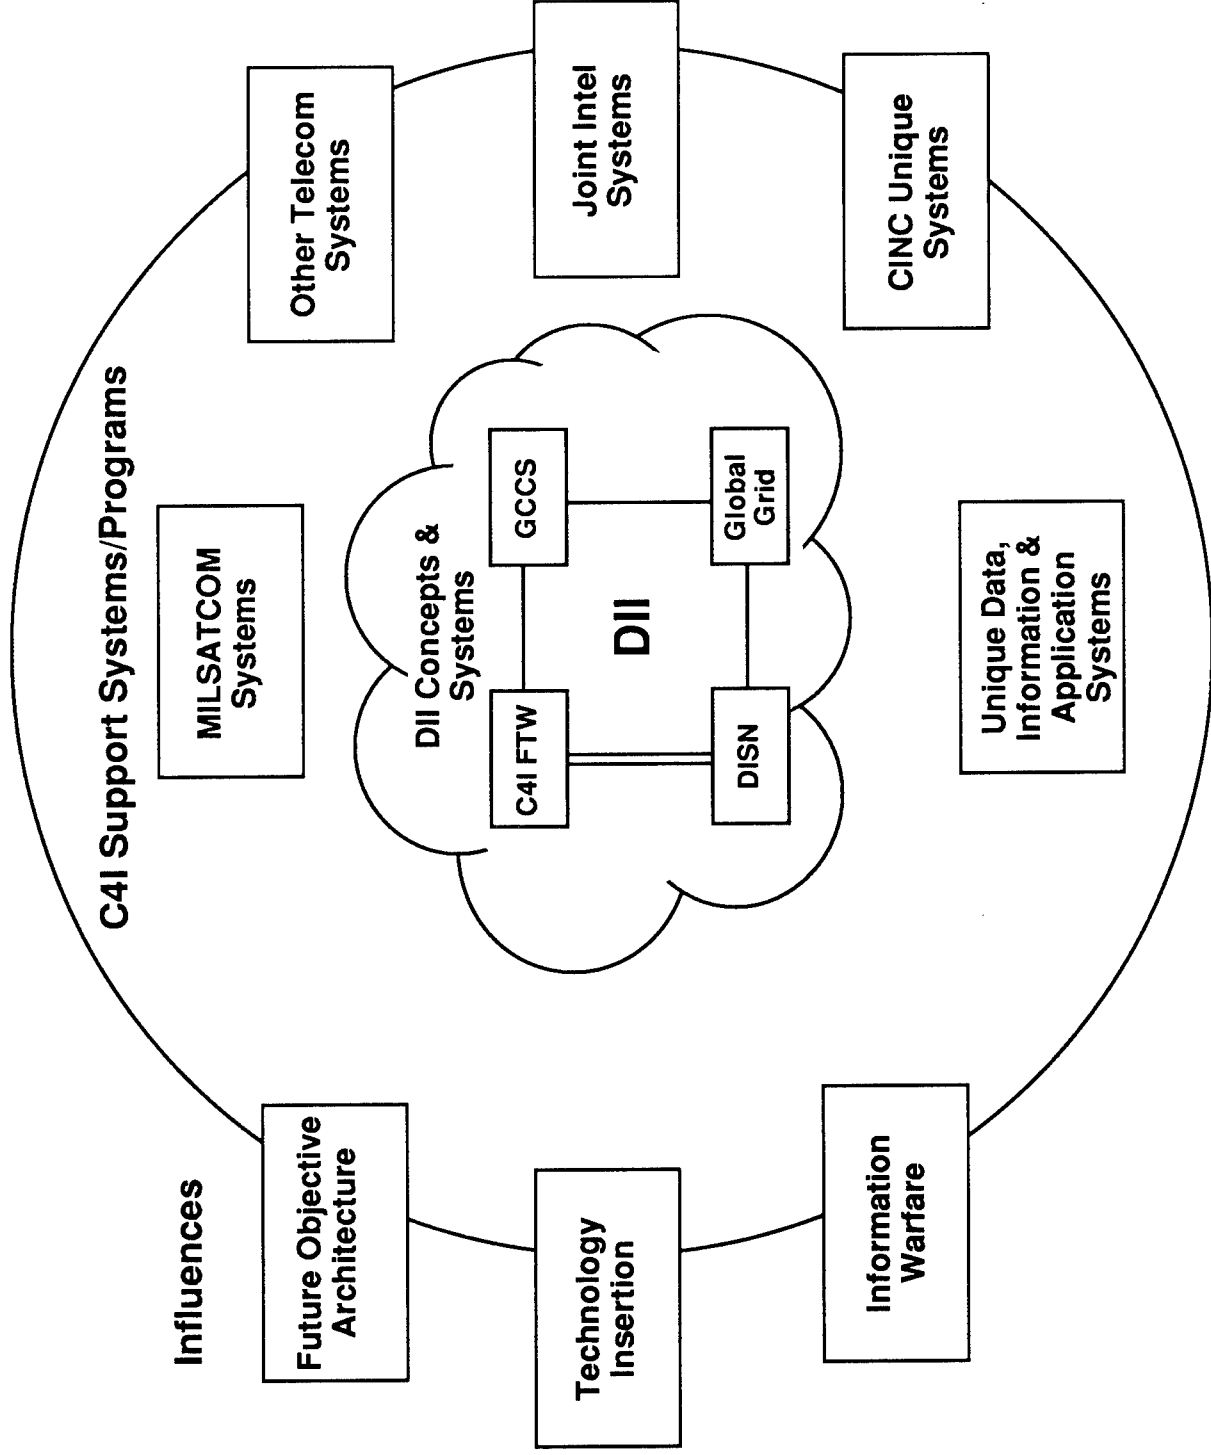 C4I Support Systems/Programs
Influences
Future Objective
Architecture
MILSATCOM
Systems
Other Telecom
Systems
DII Concepts &
Systems
C4I FTW
GCCS
Technology
Insertion
DII
Joint Intel
Systems
DISN
Global
Grid
Information
Warfare
CINC Unique
Systems
Unique Data,
Information &
Application
Systems